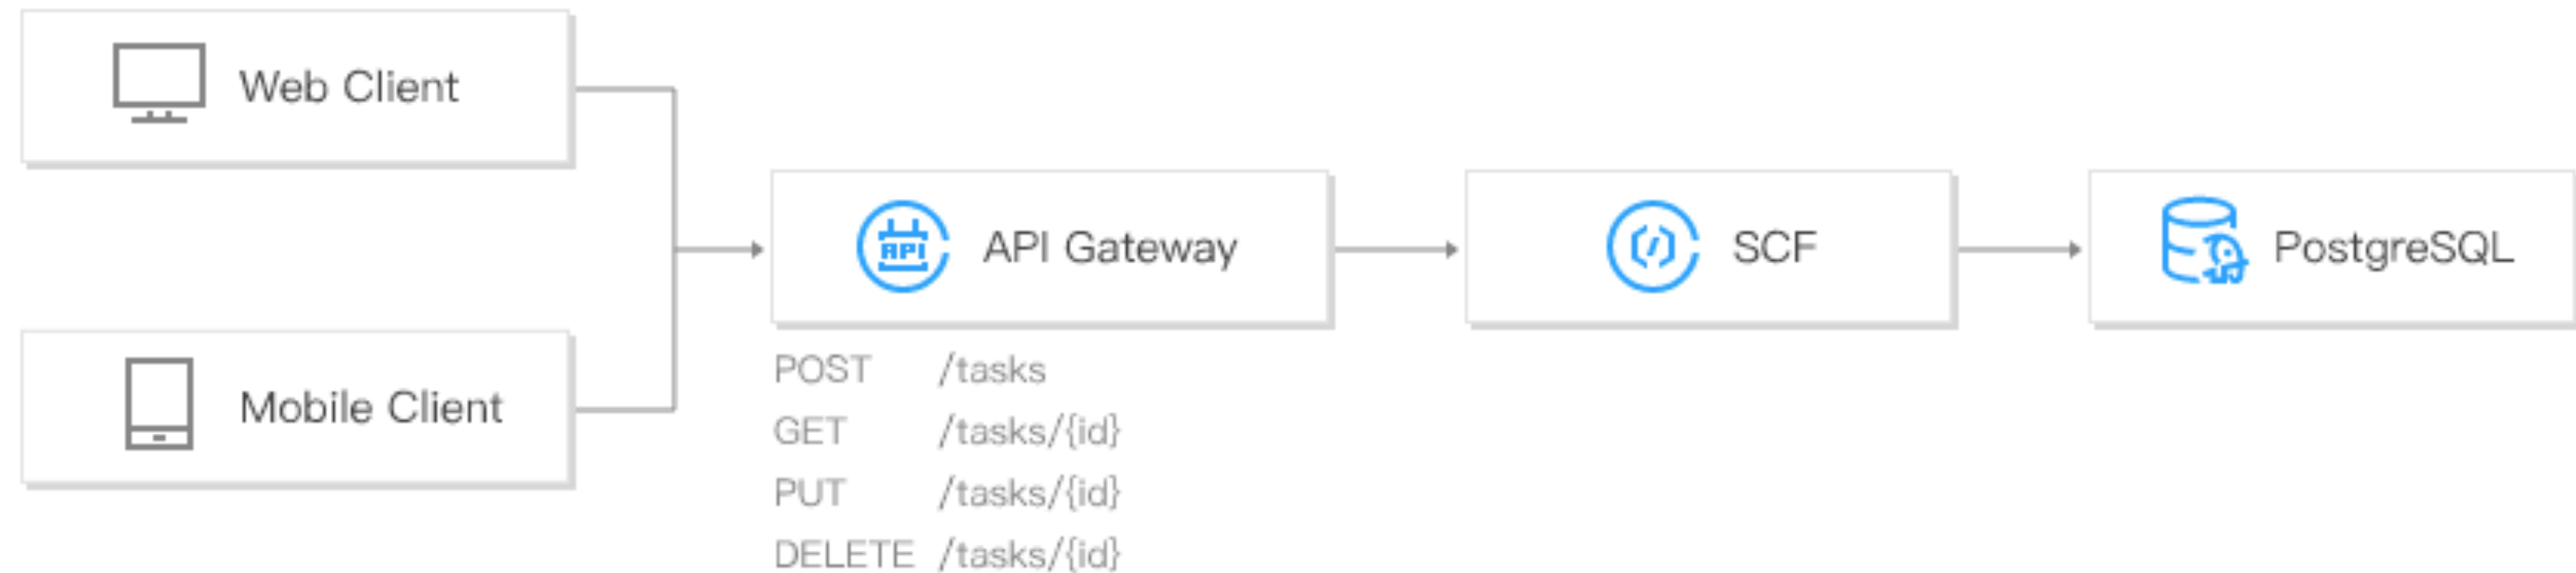 Web Client
Mobile Client
API
API Gateway
POST /tasks
GET /tasks/{id}
PUT /tasks/{id}
DELETE /tasks/{id}
SCF
PostgreSQL